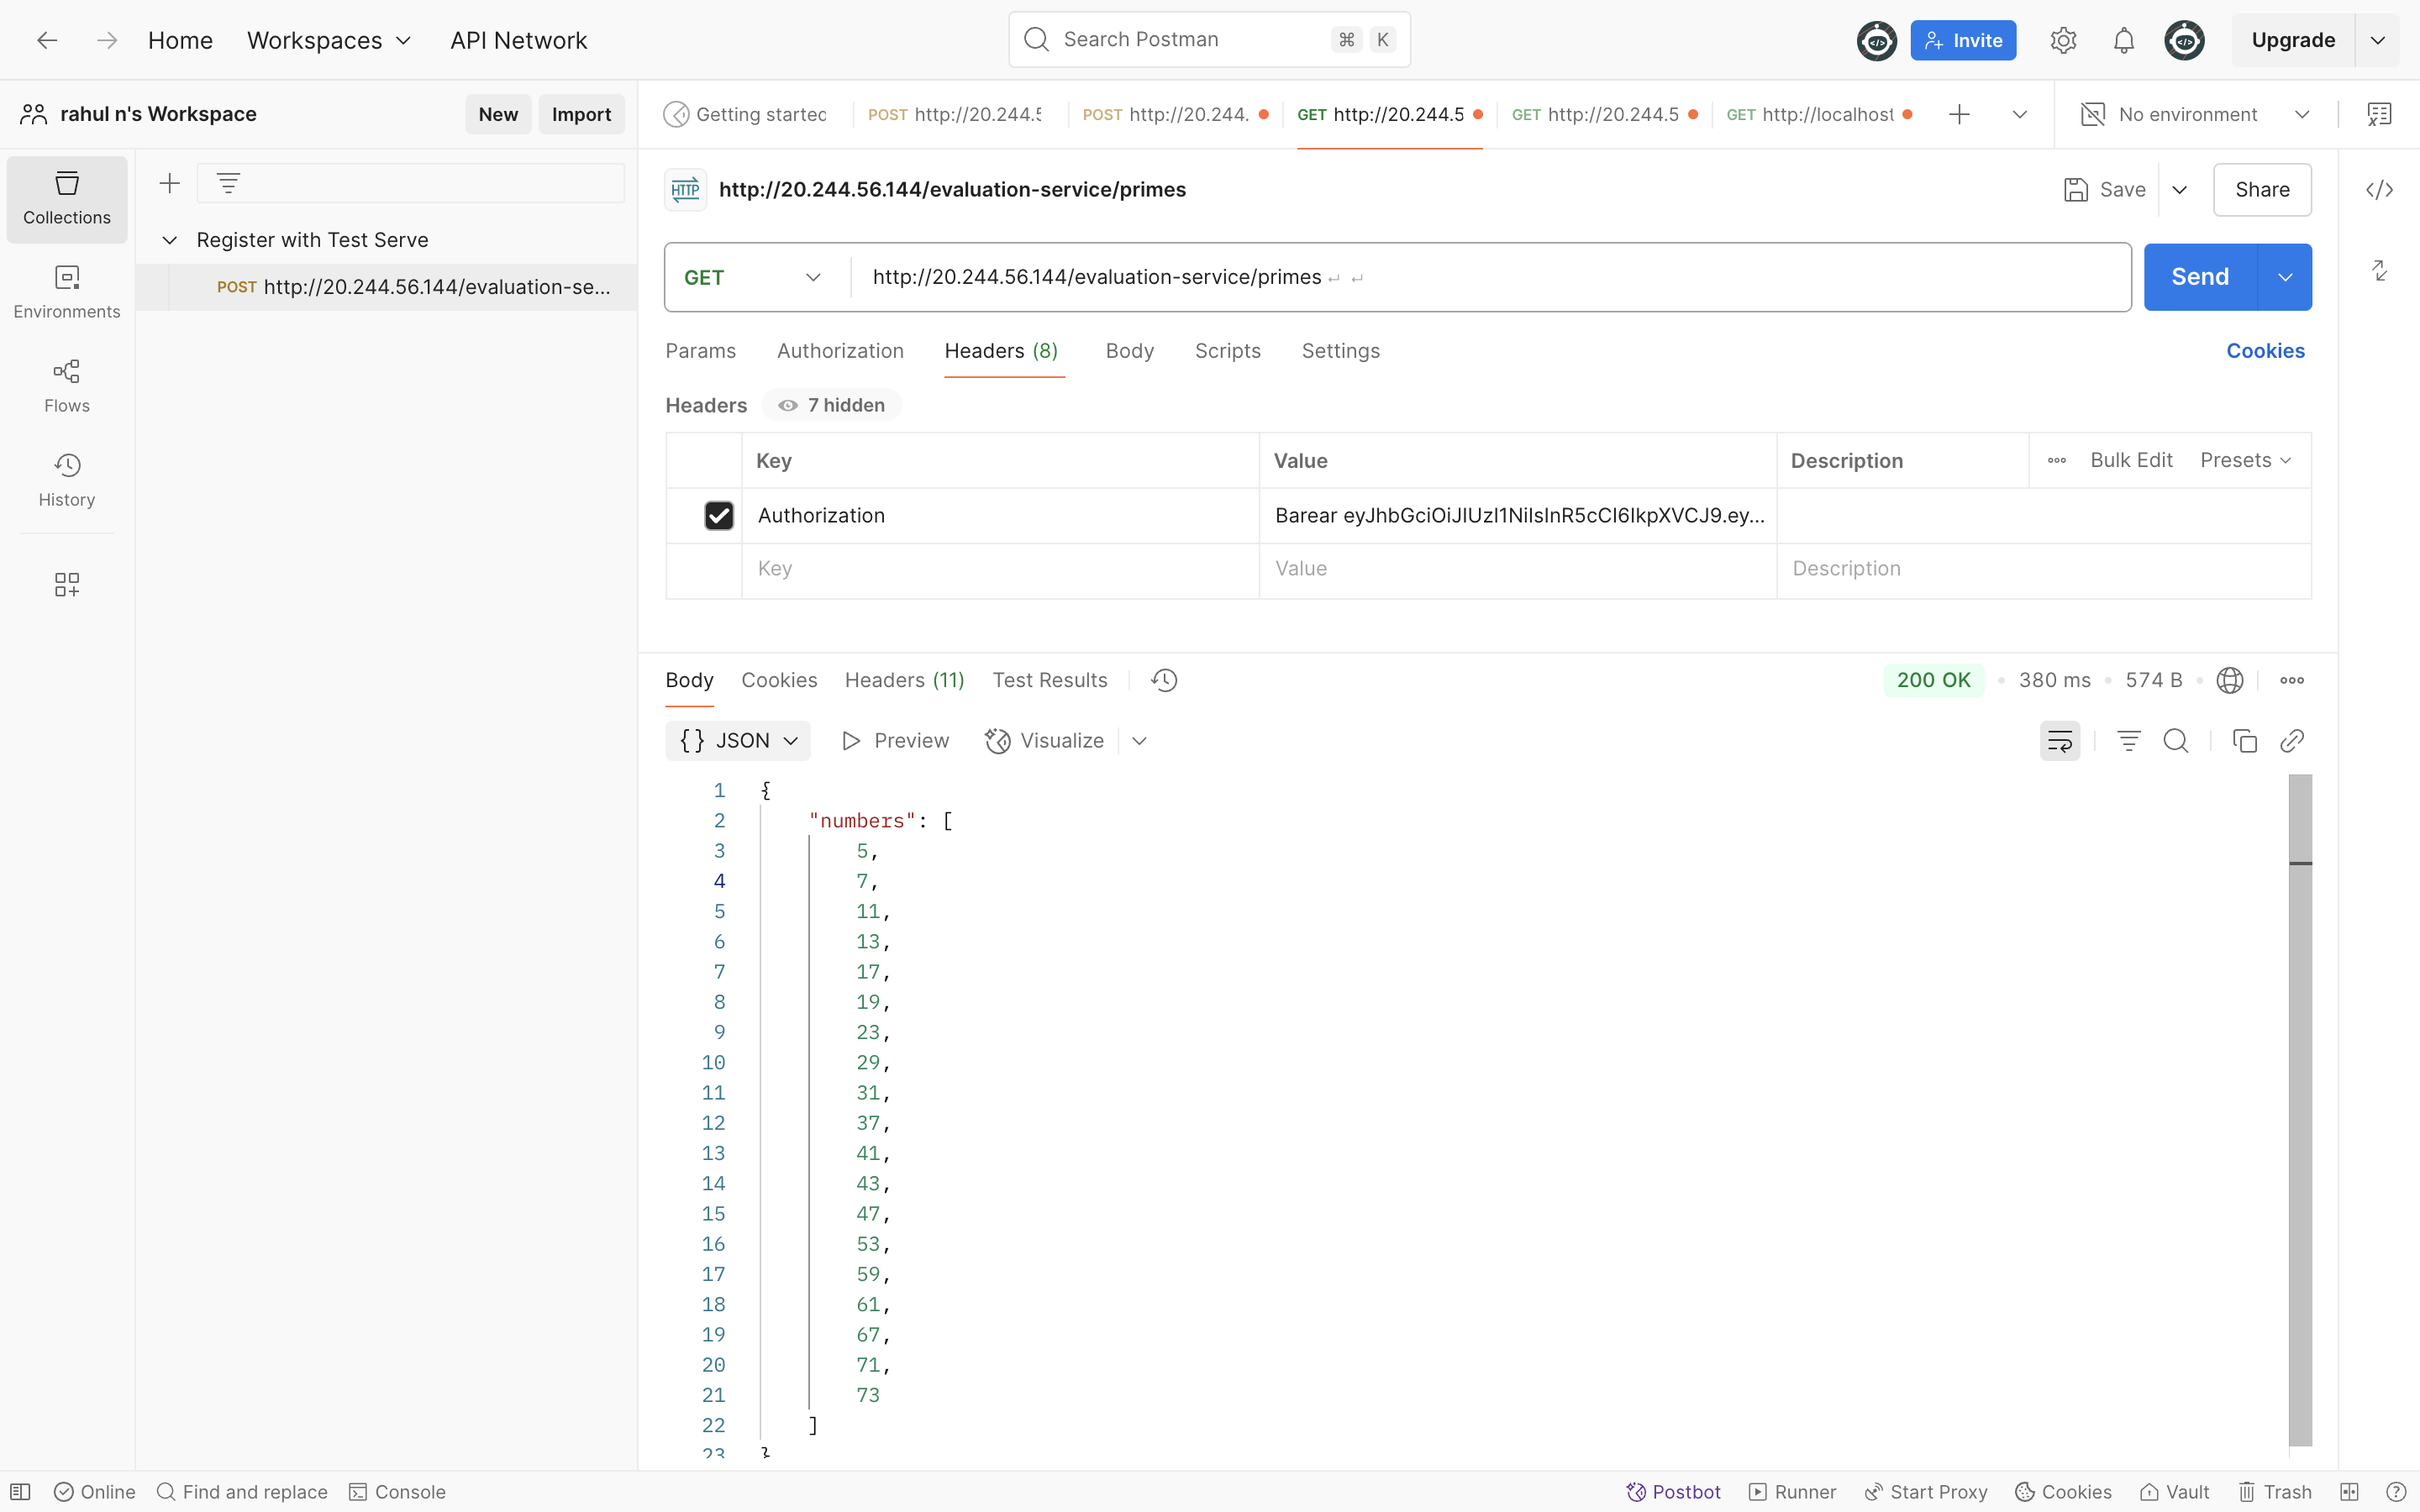 Home Workspaces API Network Search Postman ⌘ K Invite Upgrade
rahul n's Workspace New Import
Getting started POST http://20.244.5 POST http://20.244. GET http://20.244.5 GET http://20.244.5 GET http://localhost No environment
Collections
Environments
Flows
History
Register with Test Serve
POST http://20.244.56.144/evaluation-se...
HTTP http://20.244.56.144/evaluation-service/primes Save Share
GET http://20.244.56.144/evaluation-service/primes ↵ ↵ Send
Params Authorization Headers (8) Body Scripts Settings Cookies
Headers 7 hidden
Key Value Description Bulk Edit Presets
Authorization Barear eyJhbGciOiJIUzI1NiIsInR5cCI6IkpXVCJ9.ey...
Key Value Description
Body Cookies Headers (11) Test Results 200 OK 380 ms 574 B
{ } JSON Preview Visualize
1 {
2 "numbers": [
3 5,
4 7,
5 11,
6 13,
7 17,
8 19,
9 23,
10 29,
11 31,
12 37,
13 41,
14 43,
15 47,
16 53,
17 59,
18 61,
19 67,
20 71,
21 73
22 ]
23 }
Online Find and replace Console Postbot Runner Start Proxy Cookies Vault Trash